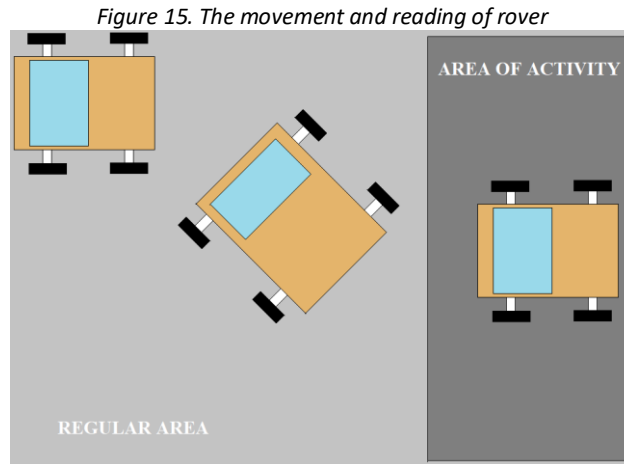 Figure 15. The movement and reading of rover
AREA OF ACTIVITY
REGULAR AREA